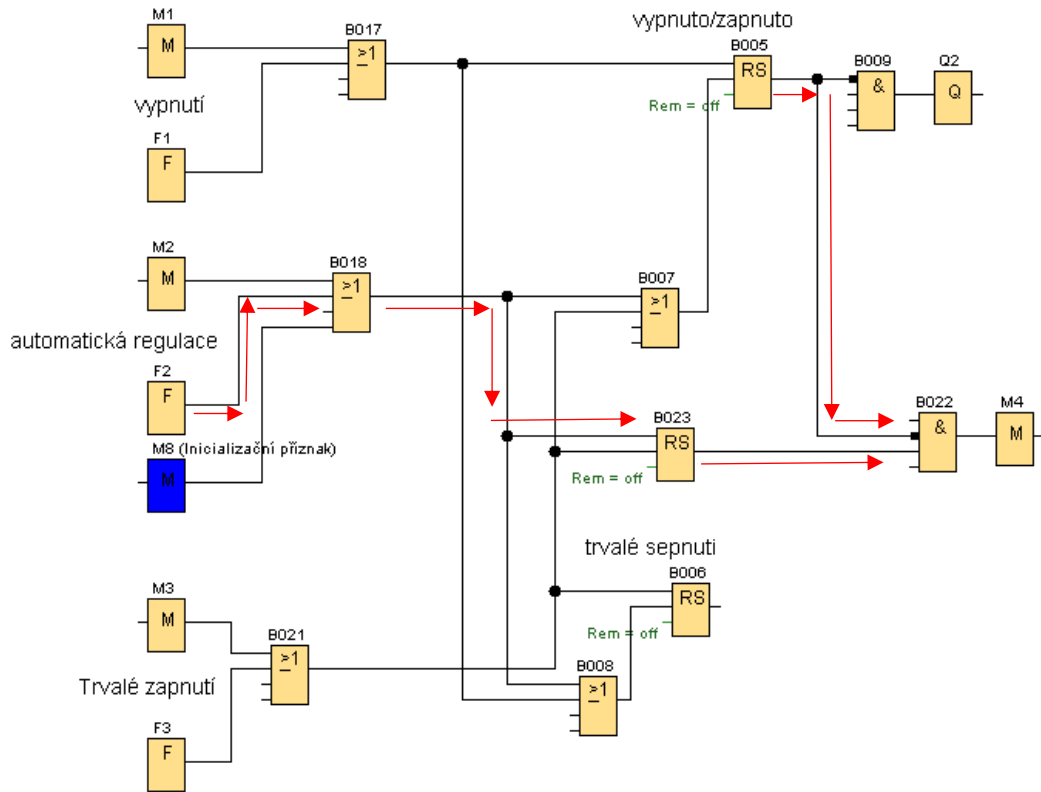 M1
M
B017
>1
vypnuto/zapnuto
B005
RS
Rem = off
B009
&
Q2
Q
vypnutí
F1
F
M2
M
B018
>1
B007
>1
automatická regulace
F2
F
B023
RS
Rem = off
B022
&
M4
M
M8 (Inicializační příznak)
M
trvalé sepnuti
B006
RS
Rem = off
M3
M
B021
>1
B008
>1
Trvalé zapnutí
F3
F